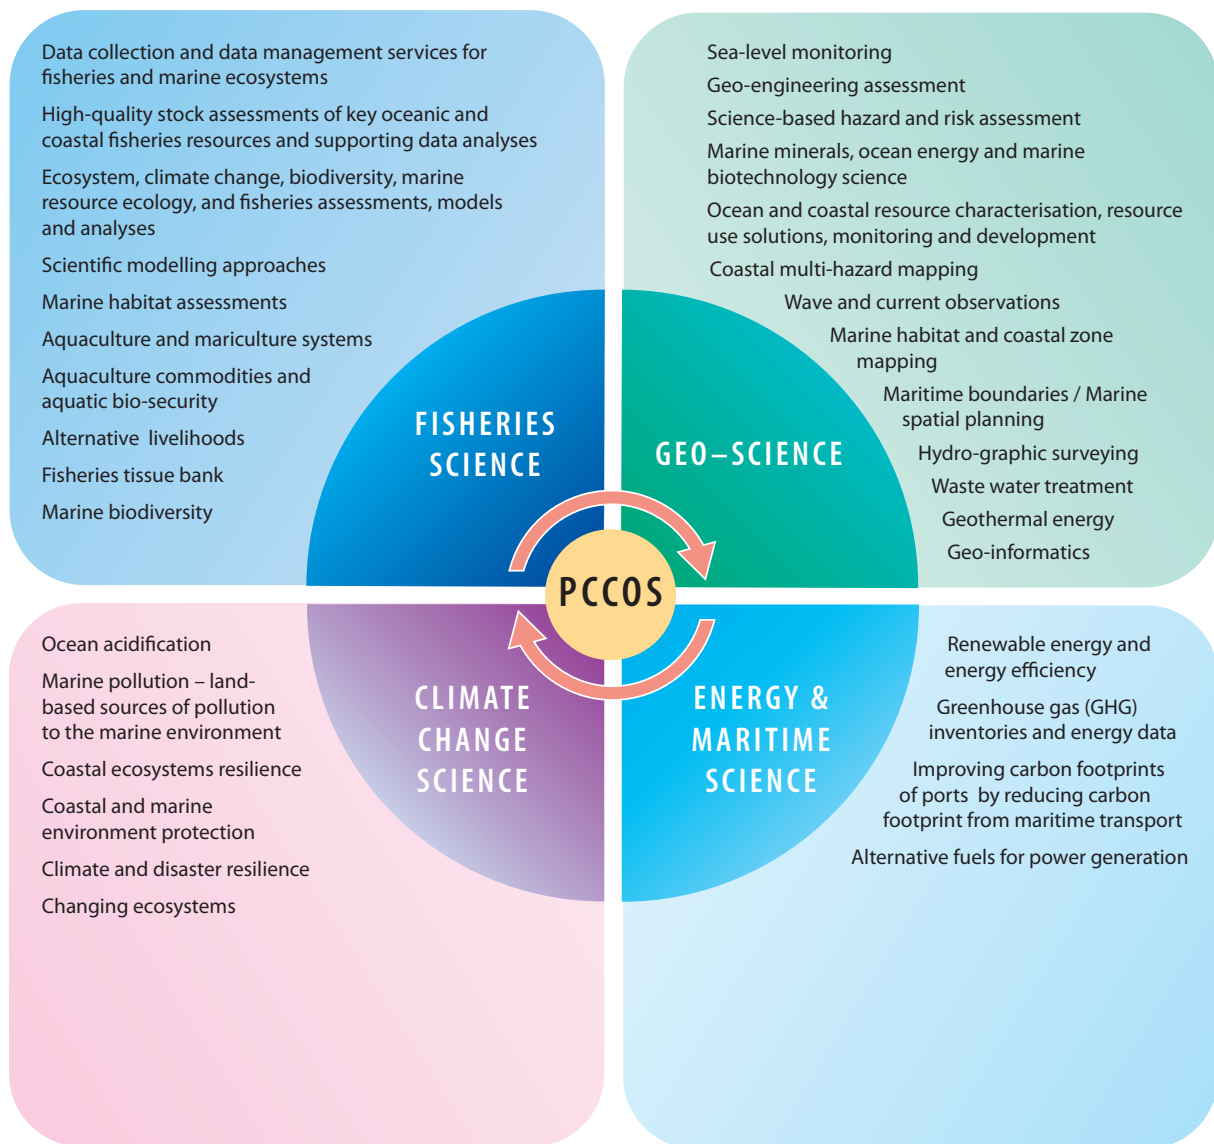 Data collection and data management services for
fisheries and marine ecosystems
High-quality stock assessments of key oceanic and
coastal fisheries resources and supporting data analyses
Ecosystem, climate change, biodiversity, marine
resource ecology, and fisheries assessments, models
and analyses
Scientific modelling approaches
Marine habitat assessments
Aquaculture and mariculture systems
Aquaculture commodities and
aquatic bio-security
Alternative livelihoods
Fisheries tissue bank
Marine biodiversity
FISHERIES
SCIENCE
Sea-level monitoring
Geo-engineering assessment
Science-based hazard and risk assessment
Marine minerals, ocean energy and marine
biotechnology science
Ocean and coastal resource characterisation, resource
use solutions, monitoring and development
Coastal multi-hazard mapping
Wave and current observations
Marine habitat and coastal zone
mapping
Maritime boundaries / Marine
spatial planning
Hydro-graphic surveying
Waste water treatment
Geothermal energy
Geo-informatics
GEO–SCIENCE
PCCOS
Ocean acidification
Marine pollution – land-
based sources of pollution
to the marine environment
Coastal ecosystems resilience
Coastal and marine
environment protection
Climate and disaster resilience
Changing ecosystems
CLIMATE
CHANGE
SCIENCE
ENERGY &
MARITIME
SCIENCE
Renewable energy and
energy efficiency
Greenhouse gas (GHG)
inventories and energy data
Improving carbon footprints
of ports by reducing carbon
footprint from maritime transport
Alternative fuels for power generation